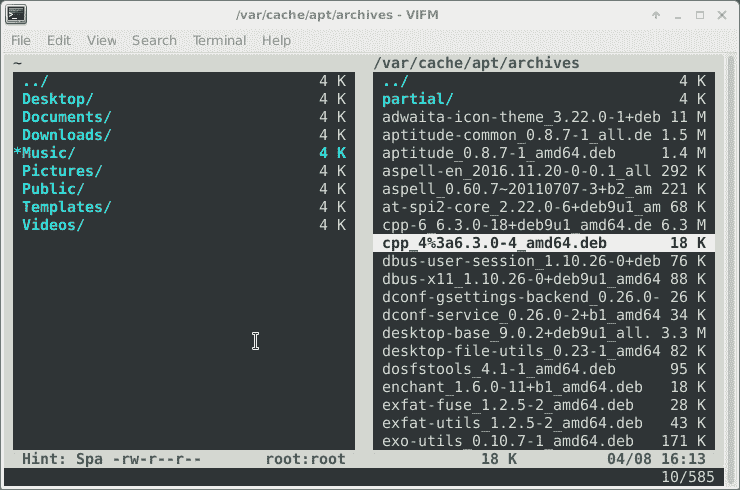 /var/cache/apt/archives - VIFM
File Edit View Search Terminal Help
~
../ 4 K
Desktop/ 4 K
Documents/ 4 K
Downloads/ 4 K
*Music/ 4 K
Pictures/ 4 K
Public/ 4 K
Templates/ 4 K
Videos/ 4 K
/var/cache/apt/archives
../ 4 K
partial/ 4 K
adwaita-icon-theme_3.22.0-1+deb 11 M
aptitude-common_0.8.7-1_all.de 1.5 M
aptitude_0.8.7-1_amd64.deb 1.4 M
aspell-en_2016.11.20-0-0.1_all 292 K
aspell_0.60.7~20110707-3+b2_am 221 K
at-spi2-core_2.22.0-6+deb9u1_am 68 K
cpp-6_6.3.0-18+deb9u1_amd64.de 6.3 M
cpp_4%3a6.3.0-4_amd64.deb 18 K
dbus-user-session_1.10.26-0+deb 76 K
dbus-x11_1.10.26-0+deb9u1_amd64 88 K
dconf-gsettings-backend_0.26.0- 26 K
dconf-service_0.26.0-2+b1_amd64 34 K
desktop-base_9.0.2+deb9u1_all. 3.3 M
desktop-file-utils_0.23-1_amd64 82 K
dosfstools_4.1-1_amd64.deb 95 K
enchant_1.6.0-11+b1_amd64.deb 18 K
exfat-fuse_1.2.5-2_amd64.deb 28 K
exfat-utils_1.2.5-2_amd64.deb 43 K
exo-utils_0.10.7-1_amd64.deb 171 K
Hint: Spa -rw-r--r-- root:root 18 K 04/08 16:13
10/585